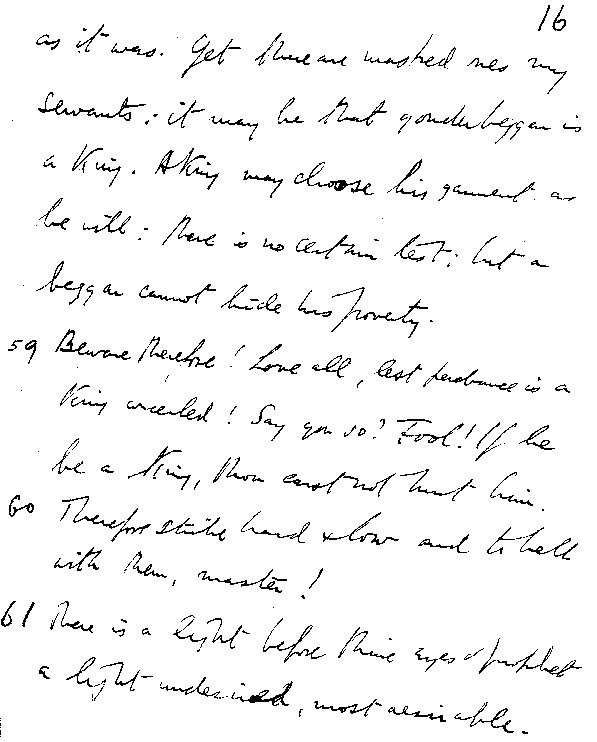 16
as it was. Yet there are masked ones my
servants: it may be that yonder beggar is
a King. A King may choose his garment as
he will: there is no certain test; but a
beggar cannot hide his poverty.
59 Beware therefore! Love all, lest perchance is a
King concealed! Say you so? Fool! If he
be a King, thou canst not hurt him.
60 Therefore strike hard & low and to hell
with them, master!
61 There is a light before thine eyes o prophet
a light undesired, most desirable.